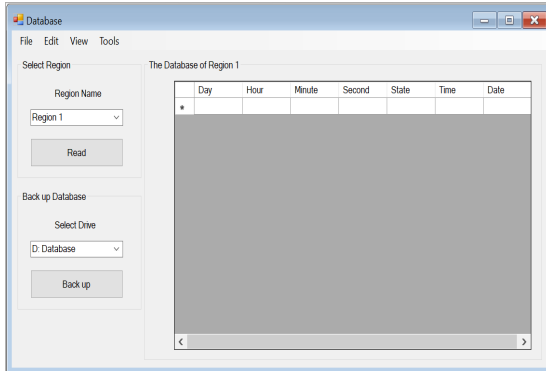 Database
File Edit View Tools
Select Region
Region Name
Region 1
Read
Back up Database
Select Drive
D: Database
Back up
The Database of Region 1
Day Hour Minute Second State Time Date
*